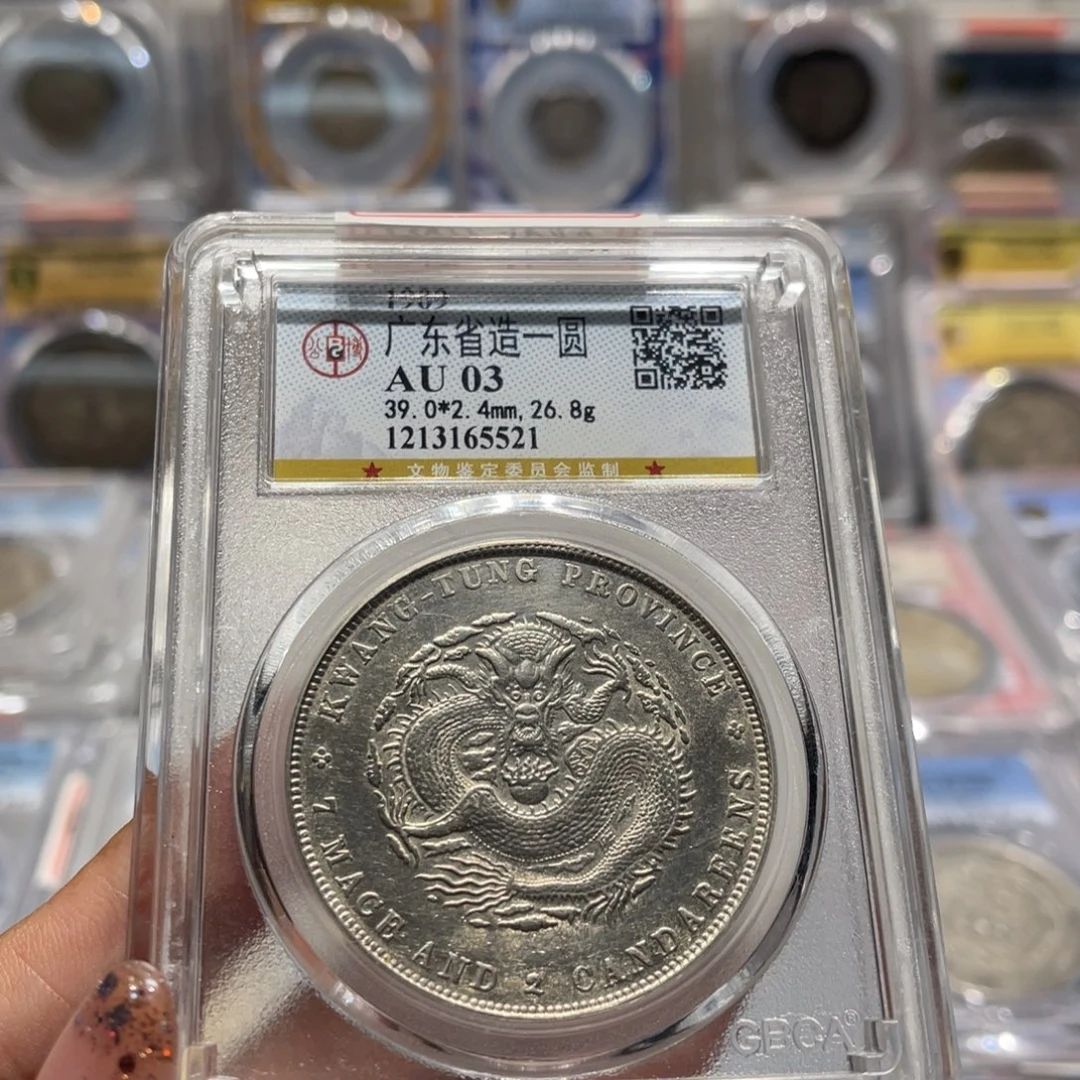 广东省造一圆
AU 03
39.0*2.4mm, 26.8g
1213165521
文物鉴定委员会监制
KWANG-TUNG PROVINCE
7 MACE AND 2 CANDAREENS
GBCA®